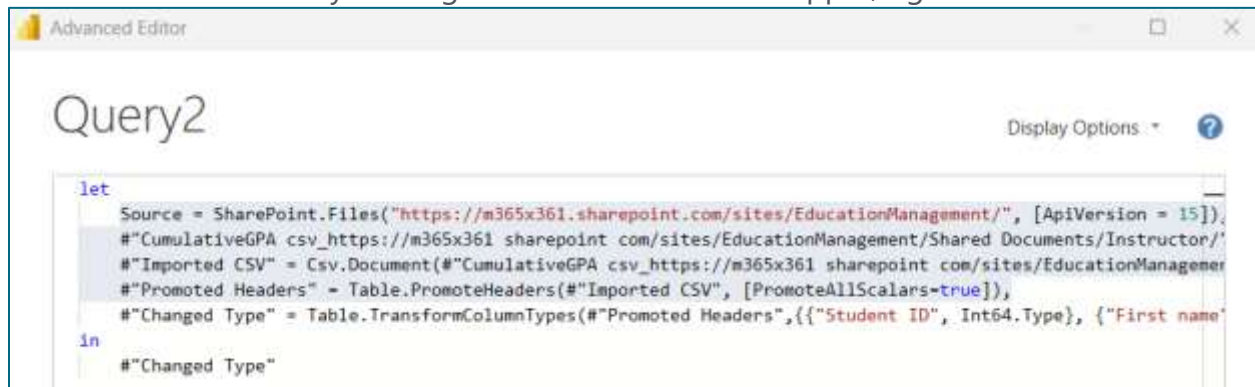 Advanced Editor
Query2
Display Options
let
Source = SharePoint.Files("https://m365x361.sharepoint.com/sites/EducationManagement/", [ApiVersion = 15]),
#"CumulativeGPA csv_https://m365x361 sharepoint com/sites/EducationManagement/Shared Documents/Instructor/"
#"Imported CSV" = Csv.Document(#"CumulativeGPA csv_https://m365x361 sharepoint com/sites/EducationManagemen
#"Promoted Headers" = Table.PromoteHeaders(#"Imported CSV", [PromoteAllScalars=true]),
#"Changed Type" = Table.TransformColumnTypes(#"Promoted Headers",{{"Student ID", Int64.Type}, {"First name"
in
#"Changed Type"